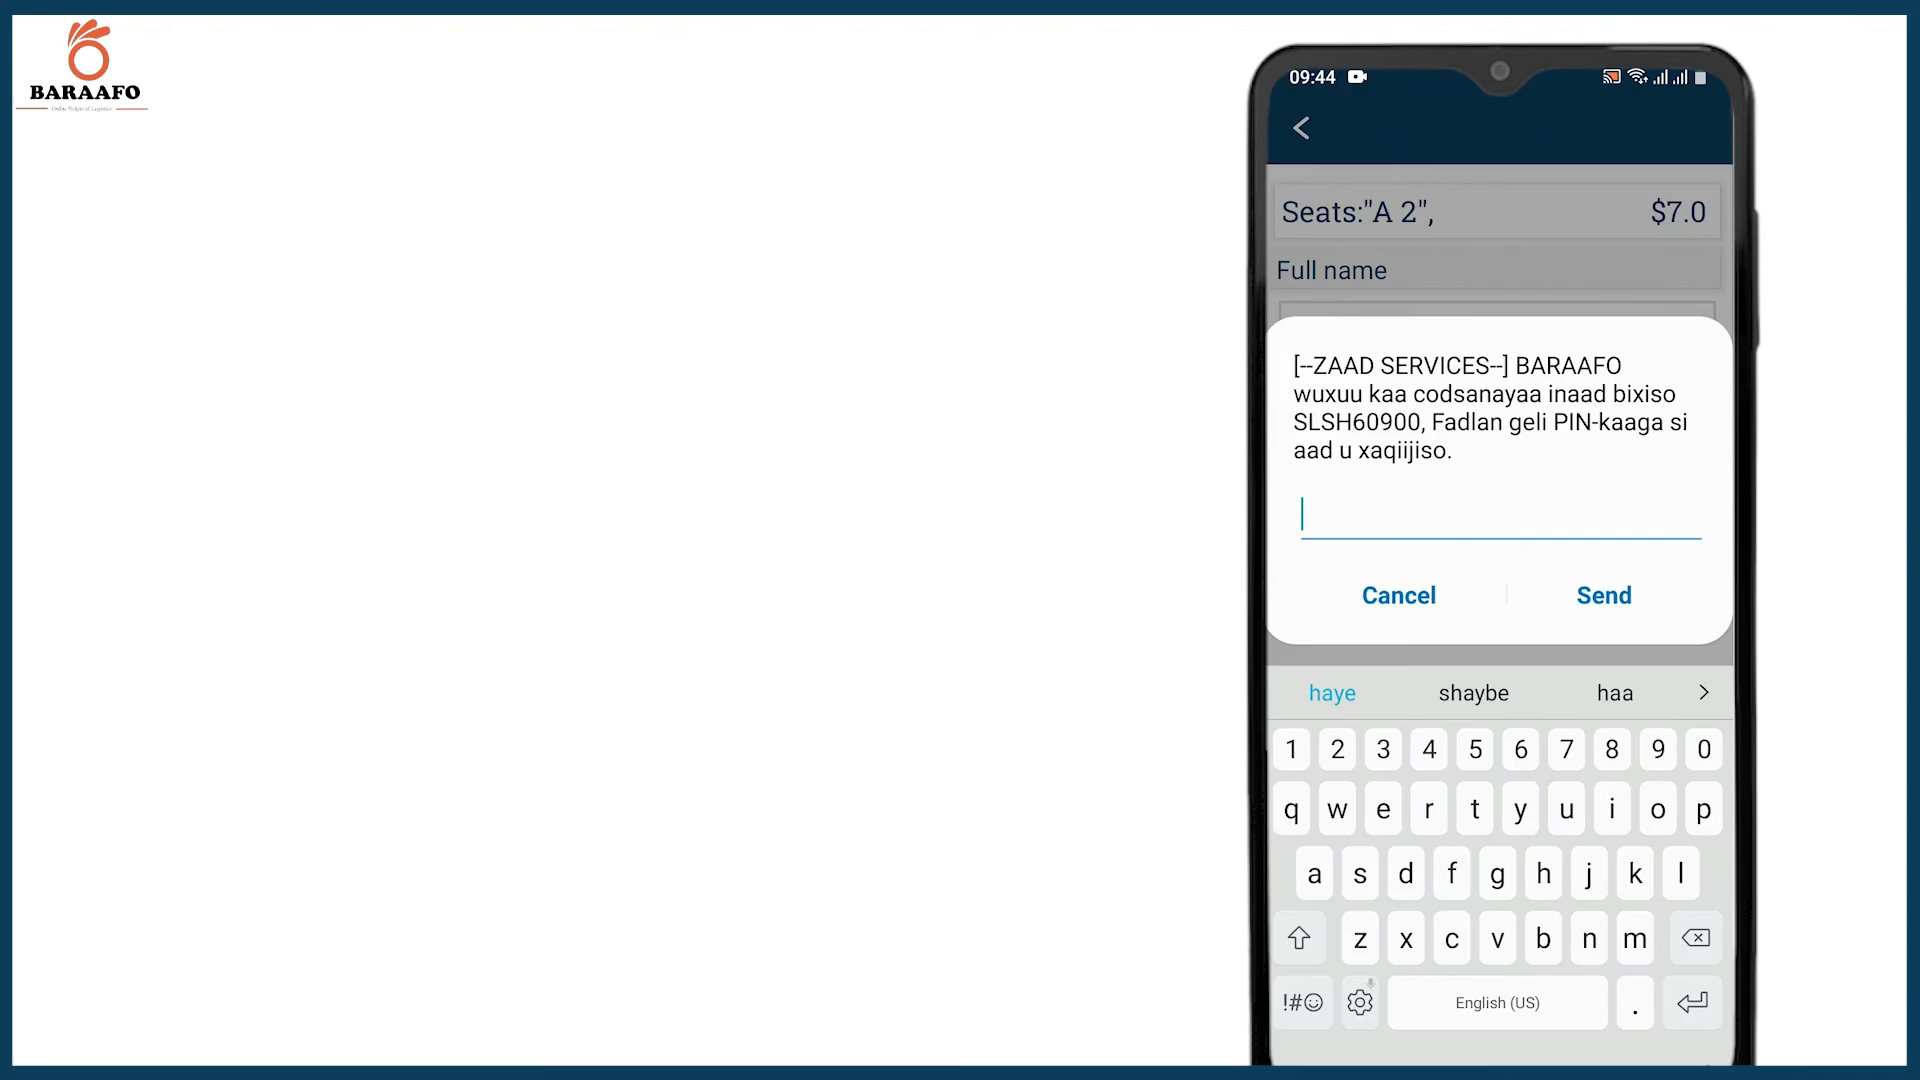 BARAAFO
Online Tickets & Logistics
09:44
Seats:"A 2", $7.0
Full name
[--ZAAD SERVICES--] BARAAFO
wuxuu kaa codsanayaa inaad bixiso
SLSH60900, Fadlan geli PIN-kaaga si
aad u xaqiijiso.
Cancel Send
haye shaybe haa
1 2 3 4 5 6 7 8 9 0
q w e r t y u i o p
a s d f g h j k l
z x c v b n m
!#☺ English (US) .